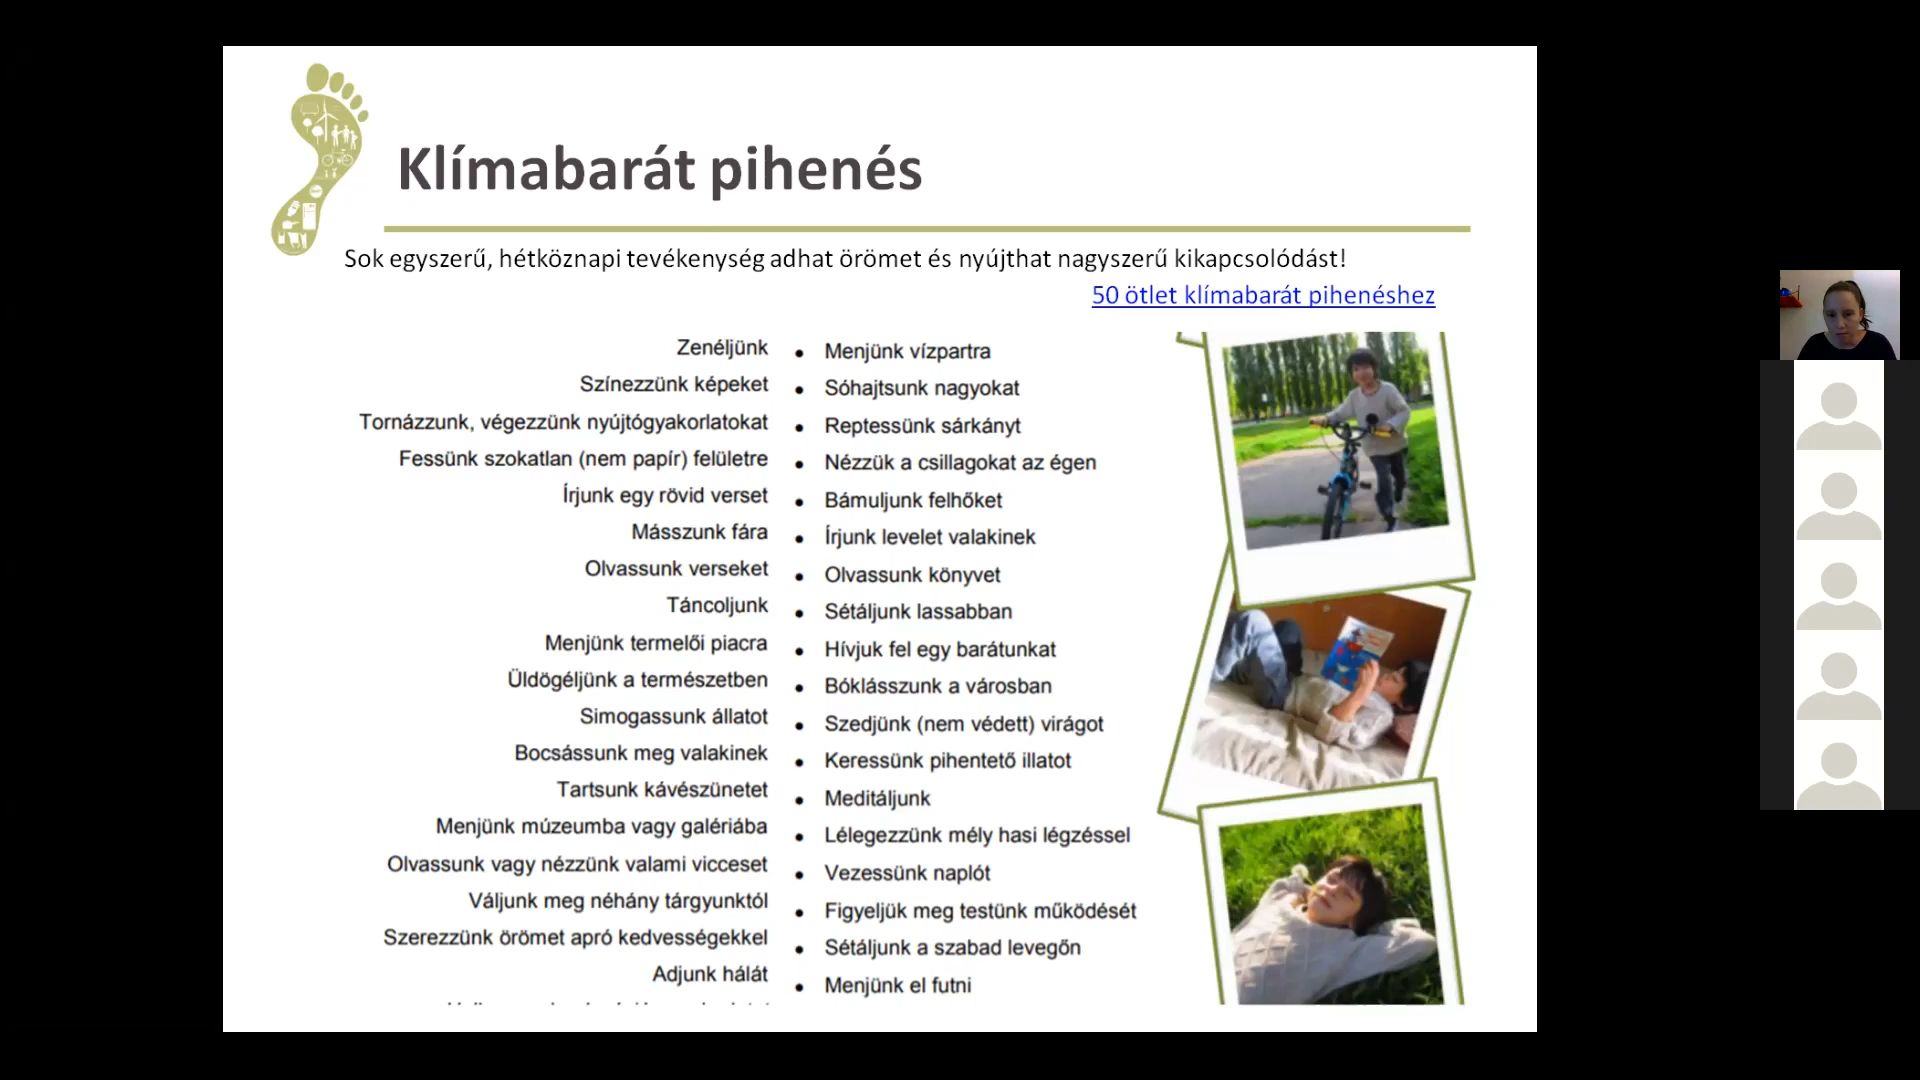 Klímabarát pihenés
Sok egyszerű, hétköznapi tevékenység adhat örömet és nyújthat nagyszerű kikapcsolódást!
50 ötlet klímabarát pihenéshez
Zenéljünk
Színezzünk képeket
Tornázzunk, végezzünk nyújtógyakorlatokat
Fessünk szokatlan (nem papír) felületre
Írjunk egy rövid verset
Másszunk fára
Olvassunk verseket
Táncoljunk
Menjünk termelői piacra
Üldögéljünk a természetben
Simogassunk állatot
Bocsássunk meg valakinek
Tartsunk kávészünetet
Menjünk múzeumba vagy galériába
Olvassunk vagy nézzünk valami vicceset
Váljunk meg néhány tárgyunktól
Szerezzünk örömet apró kedvességekkel
Adjunk hálát
• Menjünk vízpartra
• Sóhajtsunk nagyokat
• Reptessünk sárkányt
• Nézzük a csillagokat az égen
• Bámuljunk felhőket
• Írjunk levelet valakinek
• Olvassunk könyvet
• Sétáljunk lassabban
• Hívjuk fel egy barátunkat
• Bóklásszunk a városban
• Szedjünk (nem védett) virágot
• Keressünk pihentető illatot
• Meditáljunk
• Lélegezzünk mély hasi légzéssel
• Vezessünk naplót
• Figyeljük meg testünk működését
• Sétáljunk a szabad levegőn
• Menjünk el futni